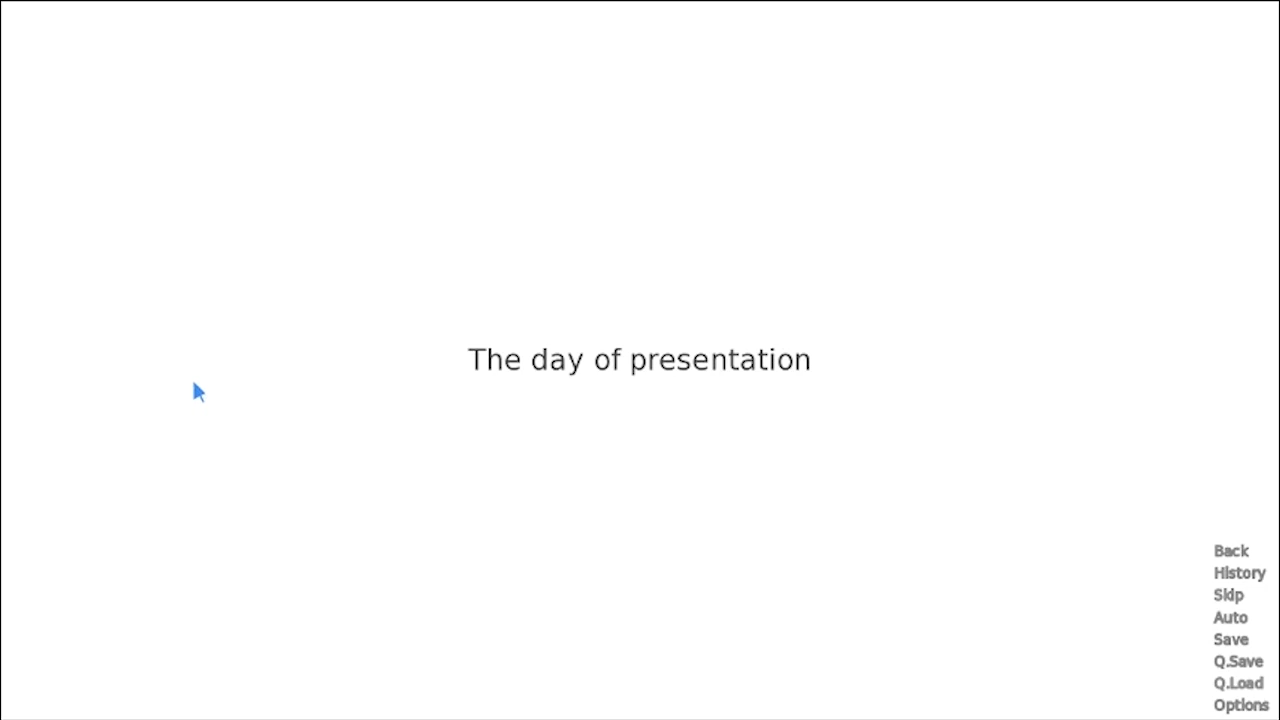 The day of presentation
Back
History
Skip
Auto
Save
Q.Save
Q.Load
Options